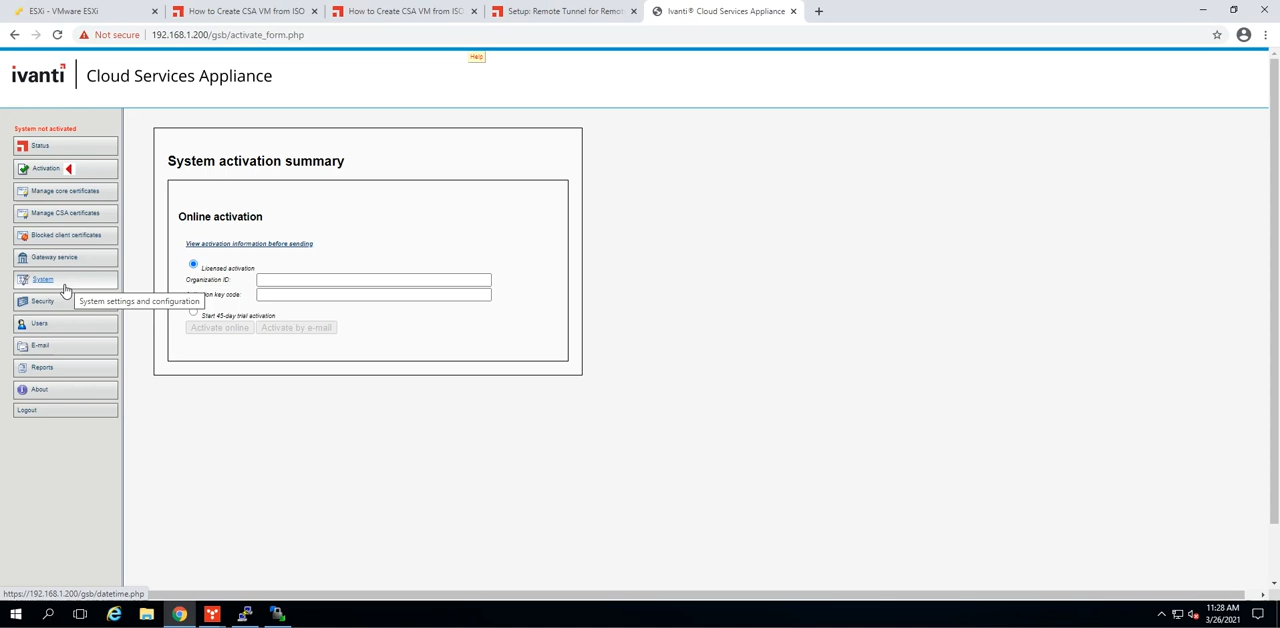 ESXi - VMware ESXi
How to Create CSA VM from ISO
How to Create CSA VM from ISO
Setup: Remote Tunnel for Remot
Ivanti® Cloud Services Appliance
Not secure
192.168.1.200/gsb/activate_form.php
Help
ivanti
Cloud Services Appliance
System not activated
Status
Activation
Manage core certificates
Manage CSA certificates
Blocked client certificates
Gateway service
System
Security
Users
E-mail
Reports
About
Logout
System activation summary
Online activation
View activation information before sending
Licensed activation
Organization ID:
key code:
System settings and configuration
Start 45-day trial activation
Activate online
Activate by e-mail
https://192.168.1.200/gsb/datetime.php
11:28 AM
3/26/2021